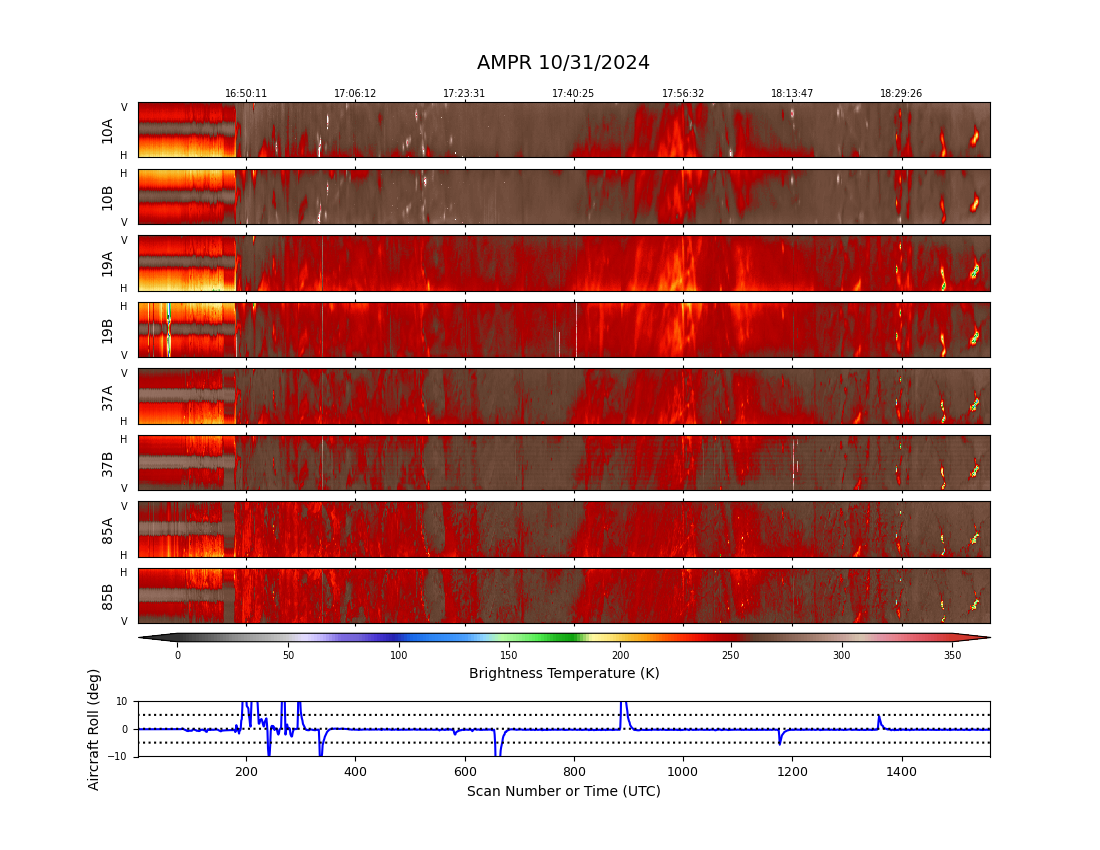 AMPR 10/31/2024
16:50:11 17:06:12 17:23:31 17:40:25 17:56:32 18:13:47 18:29:26
V
10A
H
H
10B
V
V
19A
H
H
19B
V
V
37A
H
H
37B
V
V
85A
H
H
85B
V
0 50 100 150 200 250 300 350
Brightness Temperature (K)
Aircraft Roll (deg)
10
0
−10
200 400 600 800 1000 1200 1400
Scan Number or Time (UTC)